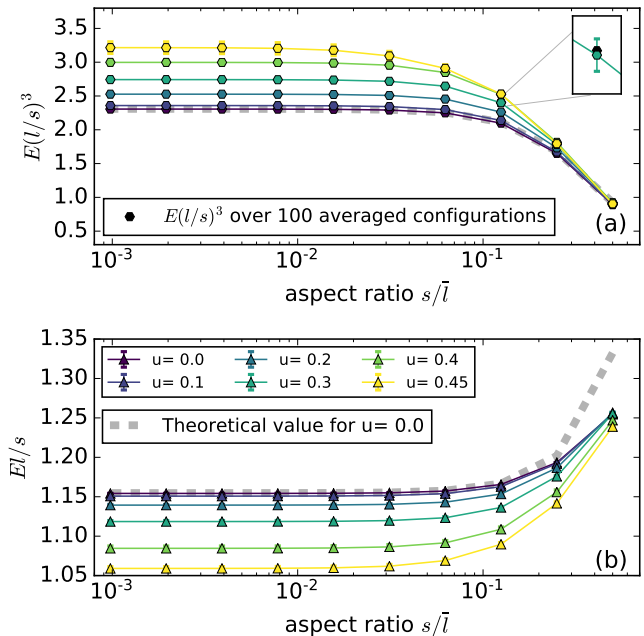 3.5
3.0
2.5
2.0
1.5
1.0
0.5
E(l/s)³
E(l/s)³ over 100 averaged configurations
(a)
10⁻³ 10⁻² 10⁻¹
aspect ratio s/l̅
1.35
1.30
1.25
1.20
1.15
1.10
1.05
El/s
u= 0.0 u= 0.2 u= 0.4
u= 0.1 u= 0.3 u= 0.45
Theoretical value for u= 0.0
(b)
10⁻³ 10⁻² 10⁻¹
aspect ratio s/l̅